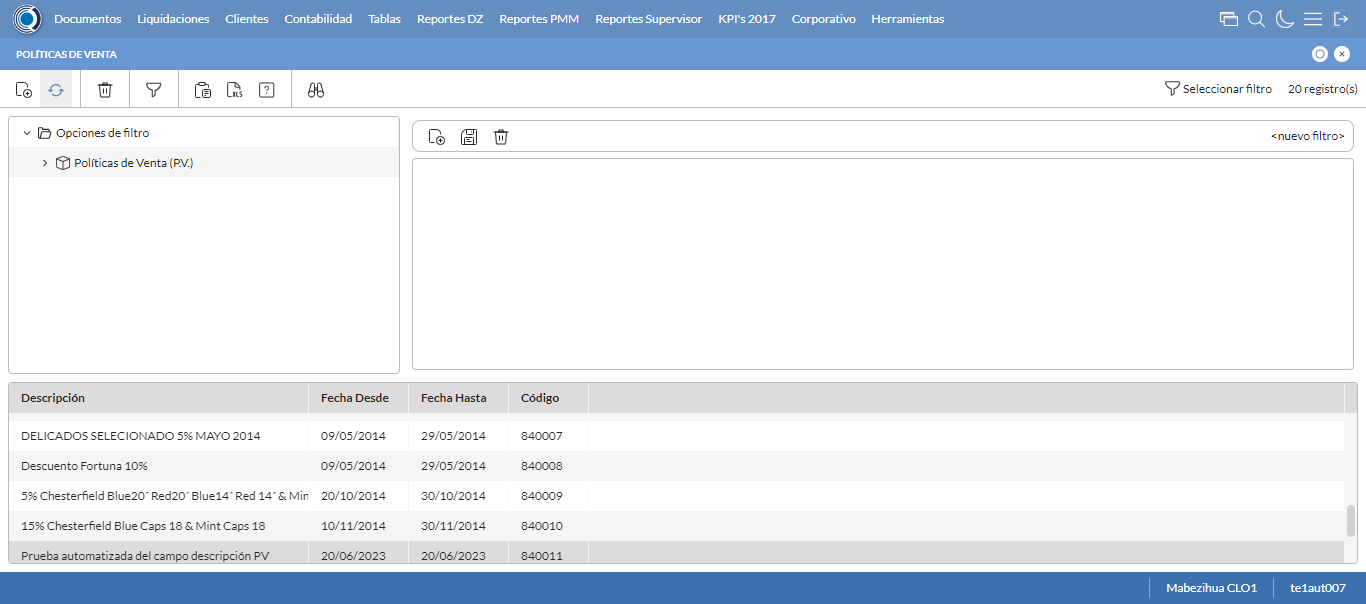 Documentos Liquidaciones Clientes Contabilidad Tablas Reportes DZ Reportes PMM Reportes Supervisor KPI's 2017 Corporativo Herramientas
POLÍTICAS DE VENTA
XLS ? Seleccionar filtro 20 registro(s)
Opciones de filtro
<nuevo filtro>
Políticas de Venta (P.V.)
Descripción Fecha Desde Fecha Hasta Código
DELICADOS SELECIONADO 5% MAYO 2014 09/05/2014 29/05/2014 840007
Descuento Fortuna 10% 09/05/2014 29/05/2014 840008
5% Chesterfield Blue20´ Red20´ Blue14´ Red 14´ & Min 20/10/2014 30/10/2014 840009
15% Chesterfield Blue Caps 18 & Mint Caps 18 10/11/2014 30/11/2014 840010
Prueba automatizada del campo descripción PV 20/06/2023 20/06/2023 840011
Mabezihua CLO1 te1aut007